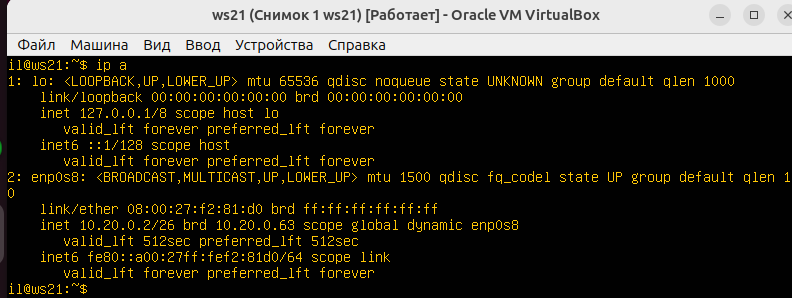 ws21 (Снимок 1 ws21) [Работает] - Oracle VM VirtualBox
Файл Машина Вид Ввод Устройства Справка
il@ws21:~$ ip a
1: lo: <LOOPBACK,UP,LOWER_UP> mtu 65536 qdisc noqueue state UNKNOWN group default qlen 1000
    link/loopback 00:00:00:00:00:00 brd 00:00:00:00:00:00
    inet 127.0.0.1/8 scope host lo
       valid_lft forever preferred_lft forever
    inet6 ::1/128 scope host
       valid_lft forever preferred_lft forever
2: enp0s8: <BROADCAST,MULTICAST,UP,LOWER_UP> mtu 1500 qdisc fq_codel state UP group default qlen 1
0
    link/ether 08:00:27:f2:81:d0 brd ff:ff:ff:ff:ff:ff
    inet 10.20.0.2/26 brd 10.20.0.63 scope global dynamic enp0s8
       valid_lft 512sec preferred_lft 512sec
    inet6 fe80::a00:27ff:fef2:81d0/64 scope link
       valid_lft forever preferred_lft forever
il@ws21:~$